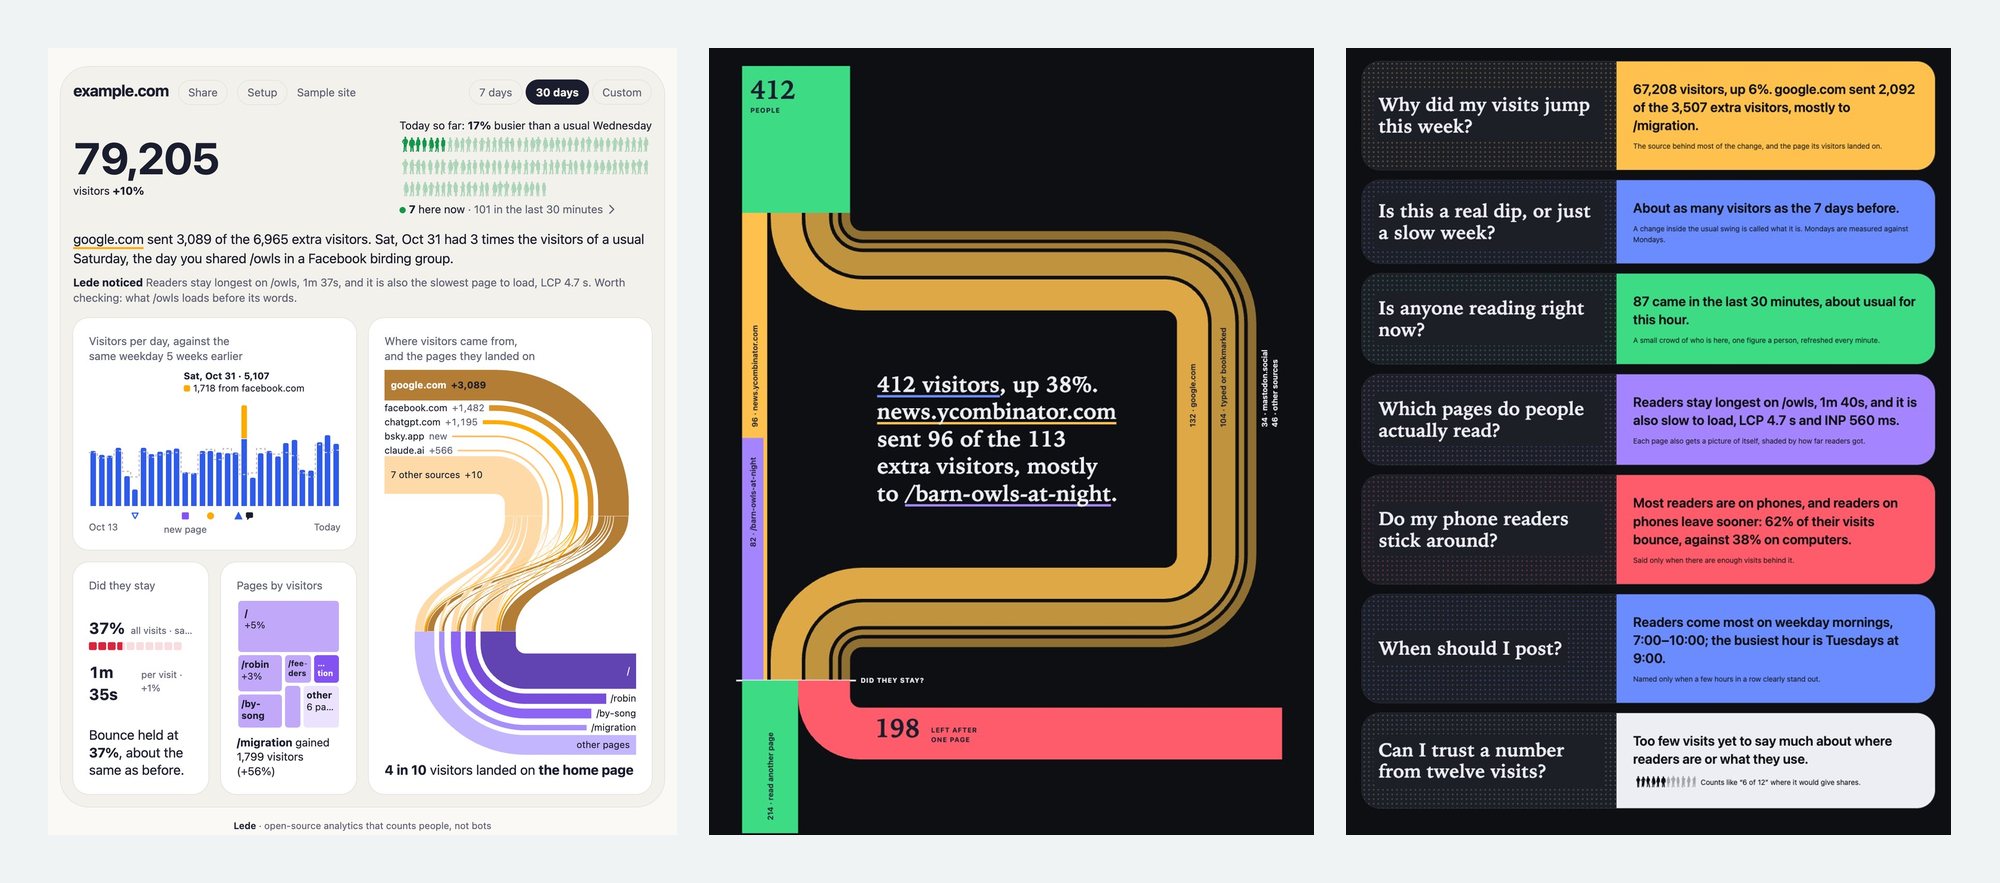 example.com Share Setup Sample site 7 days 30 days Custom
Today so far: 17% busier than a usual Wednesday
79,205
visitors +10%
7 here now · 101 in the last 30 minutes
google.com sent 3,089 of the 6,965 extra visitors. Sat, Oct 31 had 3 times the visitors of a usual
Saturday, the day you shared /owls in a Facebook birding group.
Lede noticed Readers stay longest on /owls, 1m 37s, and it is also the slowest page to load, LCP 4.7 s. Worth
checking: what /owls loads before its words.
Visitors per day, against the
same weekday 5 weeks earlier
Sat, Oct 31 · 5,107
1,718 from facebook.com
Oct 13
new page
Today
Where visitors came from,
and the pages they landed on
google.com +3,089
facebook.com +1,482
chatgpt.com +1,195
bsky.app new
claude.ai +566
7 other sources +10
/
/robin
/by-song
/migration
other pages
4 in 10 visitors landed on the home page
Did they stay
37% all visits · sa...
1m
35s
per visit ·
+1%
Bounce held at
37%, about the
same as before.
Pages by visitors
/
+5%
/robin
+3%
/fee-
ders
...
tion
/by-
song
other
6 pa...
/migration gained
1,799 visitors
(+56%)
Lede · open-source analytics that counts people, not bots
412
PEOPLE
96 · news.ycombinator.com
82 · /barn-owls-at-night
412 visitors, up 38%.
news.ycombinator.com
sent 96 of the 113
extra visitors, mostly
to /barn-owls-at-night.
132 · google.com
104 · typed or bookmarked
34 · mastodon.social
46 · other sources
DID THEY STAY?
198
LEFT AFTER
ONE PAGE
214 · read another page
Why did my visits jump
this week?
67,208 visitors, up 6%. google.com sent 2,092
of the 3,507 extra visitors, mostly to
/migration.
The source behind most of the change, and the page its visitors landed on.
Is this a real dip, or just
a slow week?
About as many visitors as the 7 days before.
A change inside the usual swing is called what it is. Mondays are measured against
Mondays.
Is anyone reading right
now?
87 came in the last 30 minutes, about usual for
this hour.
A small crowd of who is here, one figure a person, refreshed every minute.
Which pages do people
actually read?
Readers stay longest on /owls, 1m 40s, and it is
also slow to load, LCP 4.7 s and INP 560 ms.
Each page also gets a picture of itself, shaded by how far readers got.
Do my phone readers
stick around?
Most readers are on phones, and readers on
phones leave sooner: 62% of their visits
bounce, against 38% on computers.
Said only when there are enough visits behind it.
When should I post?
Readers come most on weekday mornings,
7:00–10:00; the busiest hour is Tuesdays at
9:00.
Named only when a few hours in a row clearly stand out.
Can I trust a number
from twelve visits?
Too few visits yet to say much about where
readers are or what they use.
Counts like "6 of 12" where it would give shares.